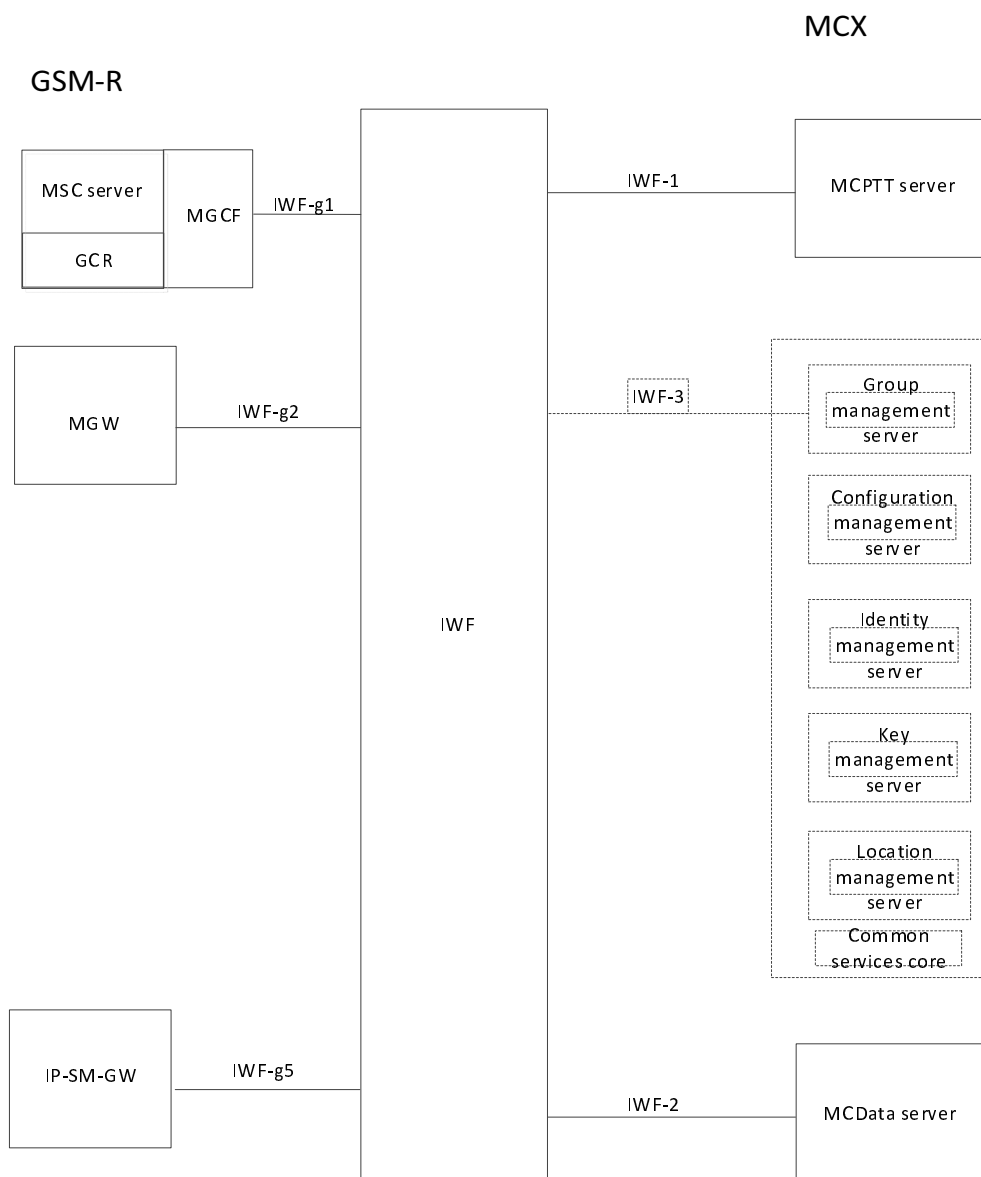 MCX
GSM-R
MSC server
GCR
MGCF
IWF-g1
IWF-1
MCPTT server
MGW
IWF-g2
IWF-3
Group
management
server
Configuration
management
server
IWF
Identity
management
server
Key
management
server
Location
management
server
Common
services core
IP-SM-GW
IWF-g5
IWF-2
MCData server